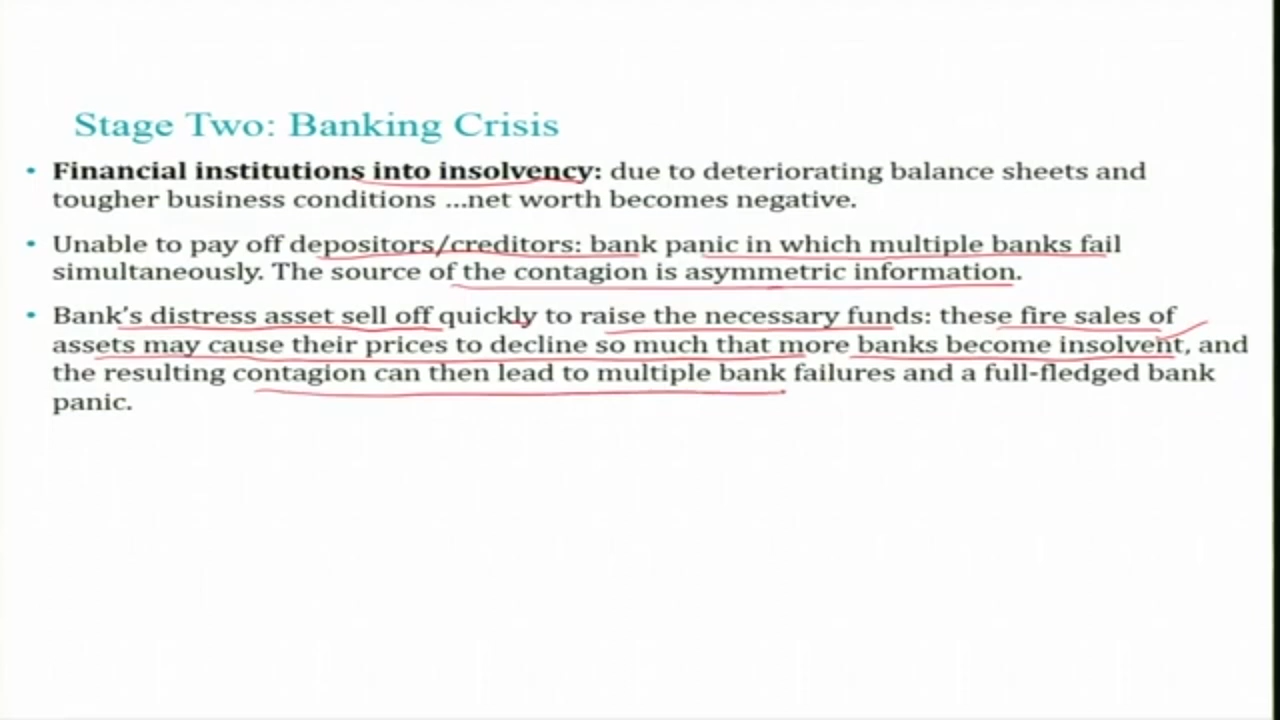 Stage Two: Banking Crisis
• Financial institutions into insolvency: due to deteriorating balance sheets and
tougher business conditions ...net worth becomes negative.
• Unable to pay off depositors/creditors: bank panic in which multiple banks fail
simultaneously. The source of the contagion is asymmetric information.
• Bank's distress asset sell off quickly to raise the necessary funds: these fire sales of
assets may cause their prices to decline so much that more banks become insolvent, and
the resulting contagion can then lead to multiple bank failures and a full-fledged bank
panic.